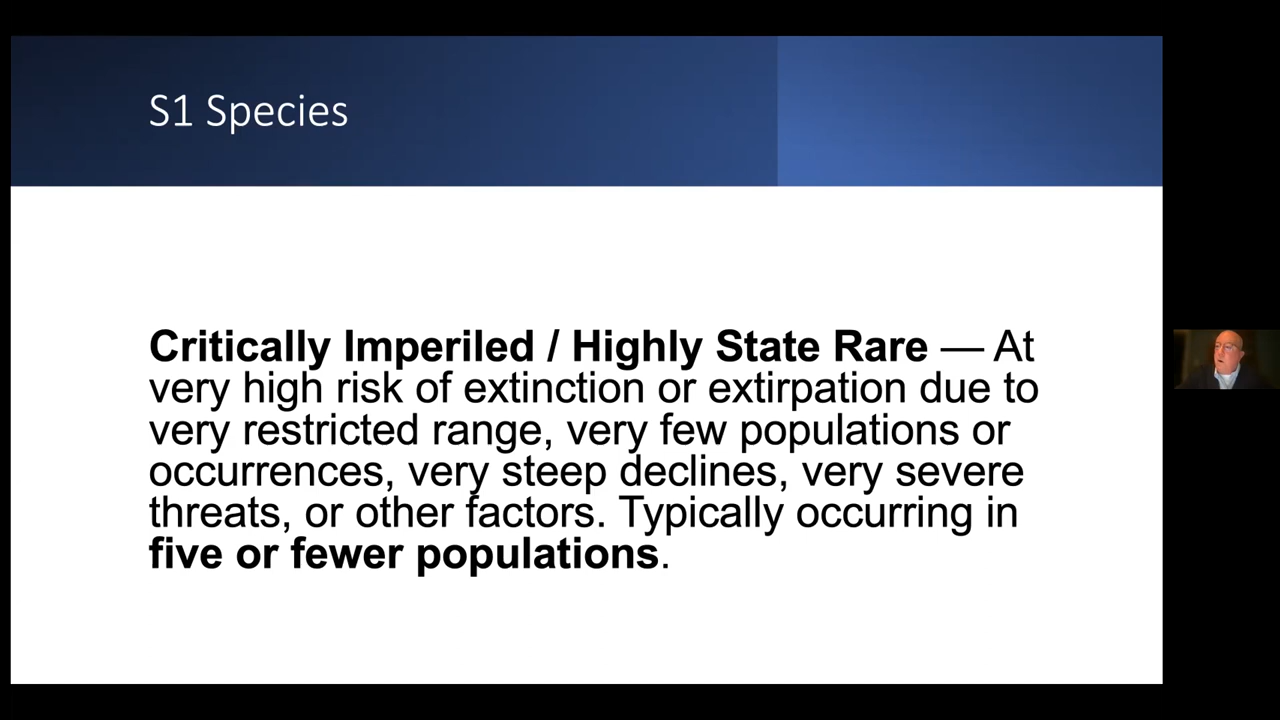 S1 Species
Critically Imperiled / Highly State Rare — At
very high risk of extinction or extirpation due to
very restricted range, very few populations or
occurrences, very steep declines, very severe
threats, or other factors. Typically occurring in
five or fewer populations.